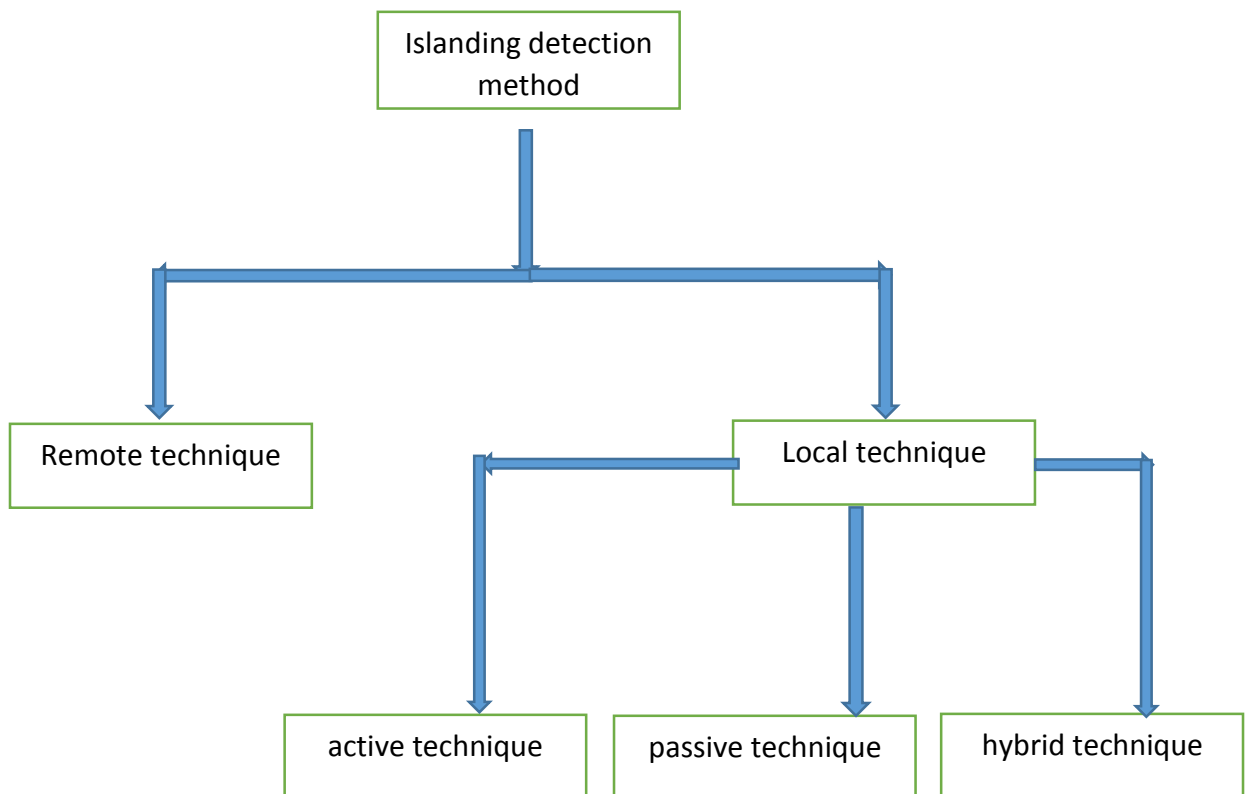 Islanding detection
method
Remote technique
Local technique
active technique
passive technique
hybrid technique